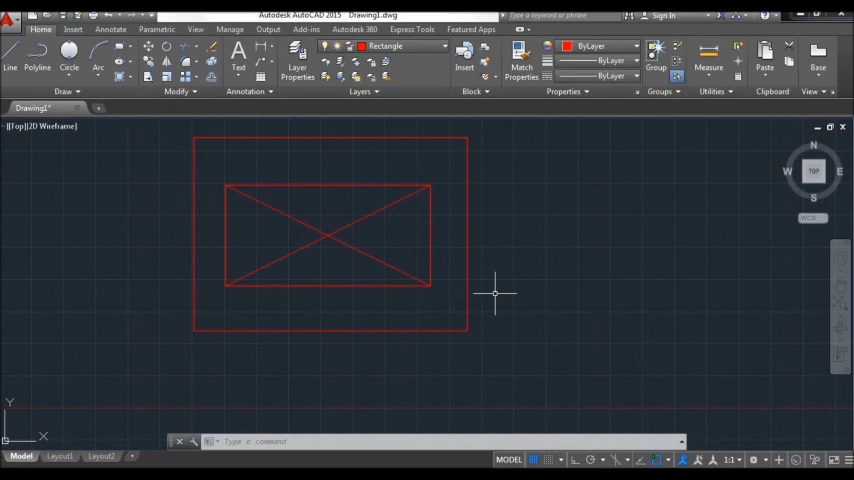 Autodesk AutoCAD 2015 Drawing1.dwg
Type a keyword or phrase
Sign In
Home Insert Annotate Parametric View Manage Output Add-ins Autodesk 360 Express Tools Featured Apps
Line Polyline Circle Arc
Text
Layer Properties
Rectangle
Insert
Match Properties
ByLayer
ByLayer
ByLayer
Group
Measure
Paste
Base
Draw Modify Annotation Layers Block Properties Groups Utilities Clipboard View
Drawing1*
[Top][2D Wireframe]
N
W TOP E
S
WCS
Y
X
Type a command
Model Layout1 Layout2
MODEL
1:1